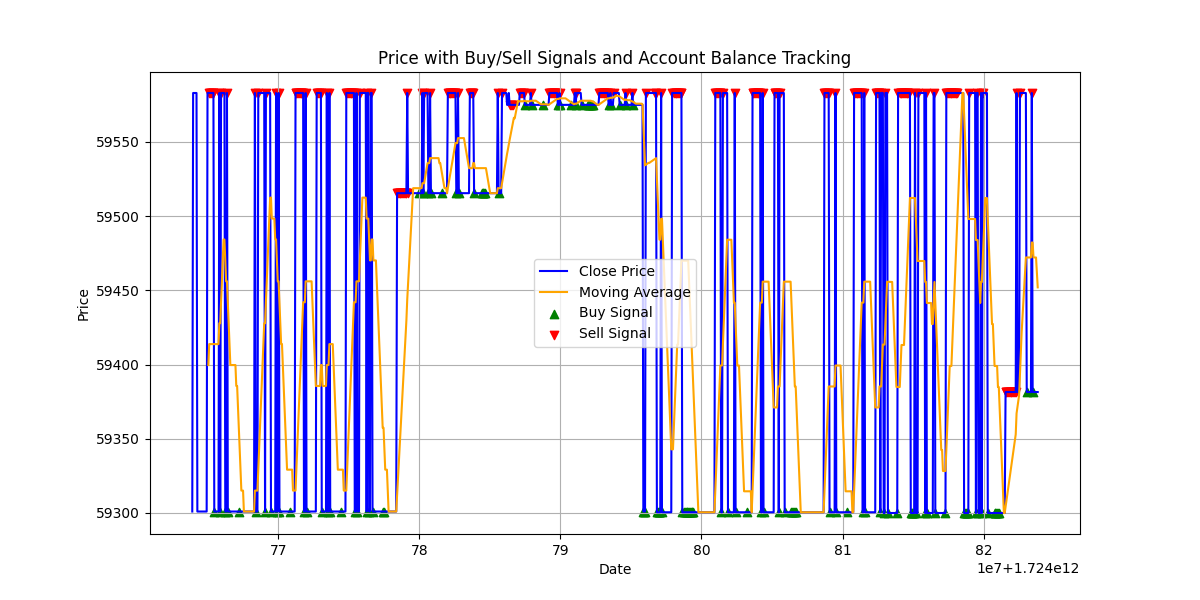 Price with Buy/Sell Signals and Account Balance Tracking
Price
59550
59500
59450
59400
59350
59300
Close Price
Moving Average
Buy Signal
Sell Signal
77 78 79 80 81 82
Date
1e7+1.724e12